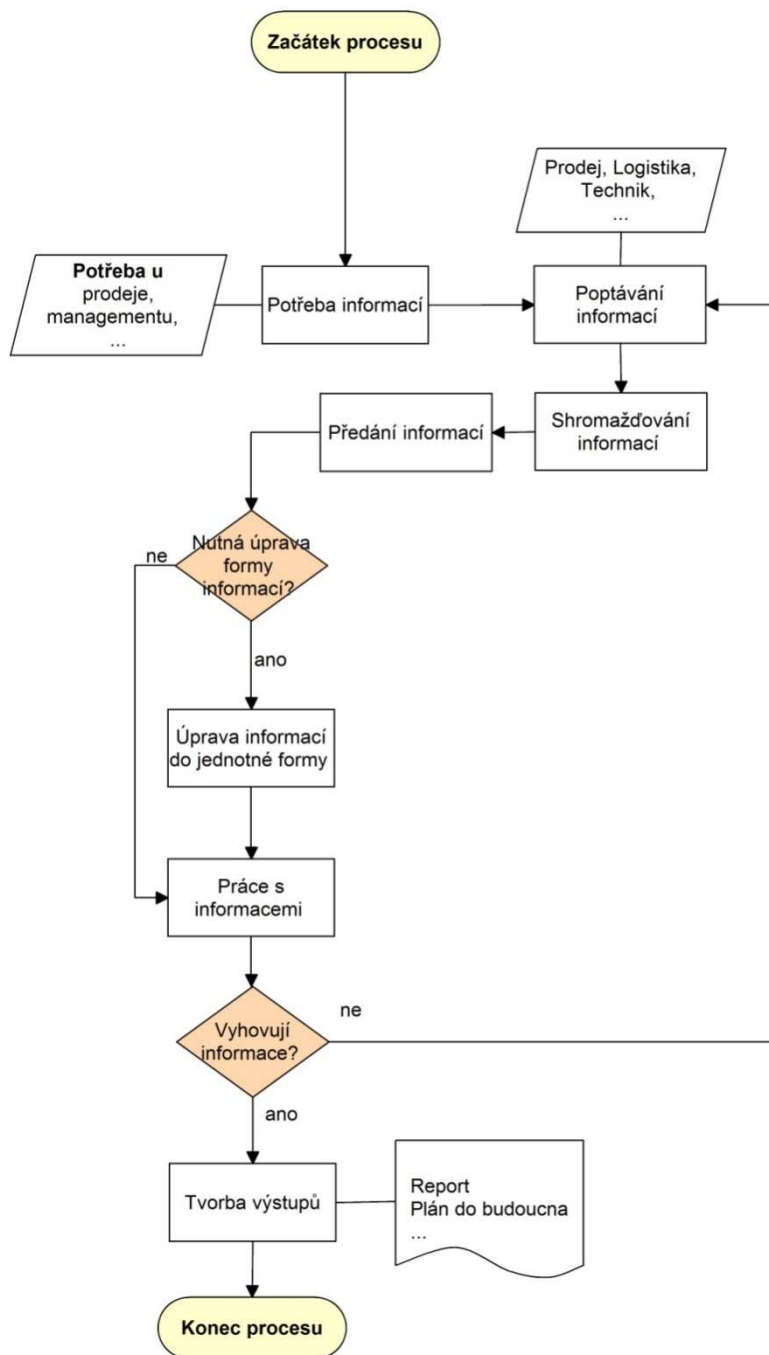 Začátek procesu
Prodej, Logistika,
Technik,
...
Potřeba u
prodeje,
managementu,
...
Potřeba informací
Poptávání
informací
Předání informací
Shromažďování
informací
Nutná úprava
formy
informací?
ne
ano
Úprava informací
do jednotné formy
Práce s
informacemi
Vyhovují
informace?
ne
ano
Tvorba výstupů
Report
Plán do budoucna
...
Konec procesu